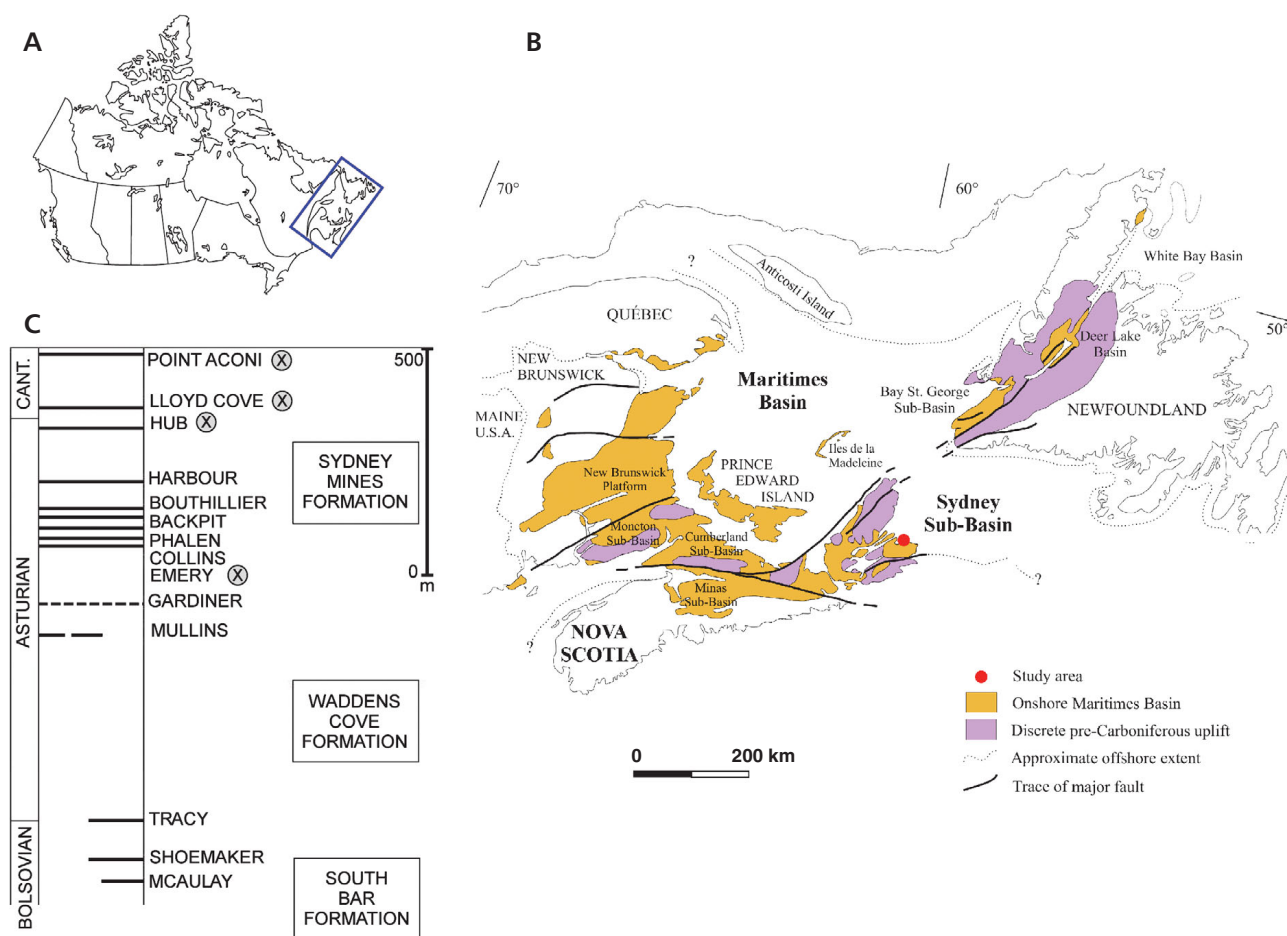 A
B
70°
60°
50°
?
White Bay Basin
Anticosti Island
QUÉBEC
Deer Lake
Basin
NEW
BRUNSWICK
Maritimes
Basin
Bay St. George
Sub-Basin
NEWFOUNDLAND
MAINE
U.S.A.
Iles de la
Madeleine
New Brunswick
Platform
PRINCE
EDWARD
ISLAND
Sydney
Sub-Basin
Moncton
Sub-Basin
Cumberland
Sub-Basin
Minas
Sub-Basin
?
?
NOVA
SCOTIA
Study area
Onshore Maritimes Basin
Discrete pre-Carboniferous uplift
Approximate offshore extent
Trace of major fault
0 200 km
C
CANT.
ASTURIAN
BOLSOVIAN
POINT ACONI X
LLOYD COVE X
HUB X
HARBOUR
BOUTHILLIER
BACKPIT
PHALEN
COLLINS
EMERY X
GARDINER
MULLINS
TRACY
SHOEMAKER
MCAULAY
500
0
m
SYDNEY
MINES
FORMATION
WADDENS
COVE
FORMATION
SOUTH
BAR
FORMATION